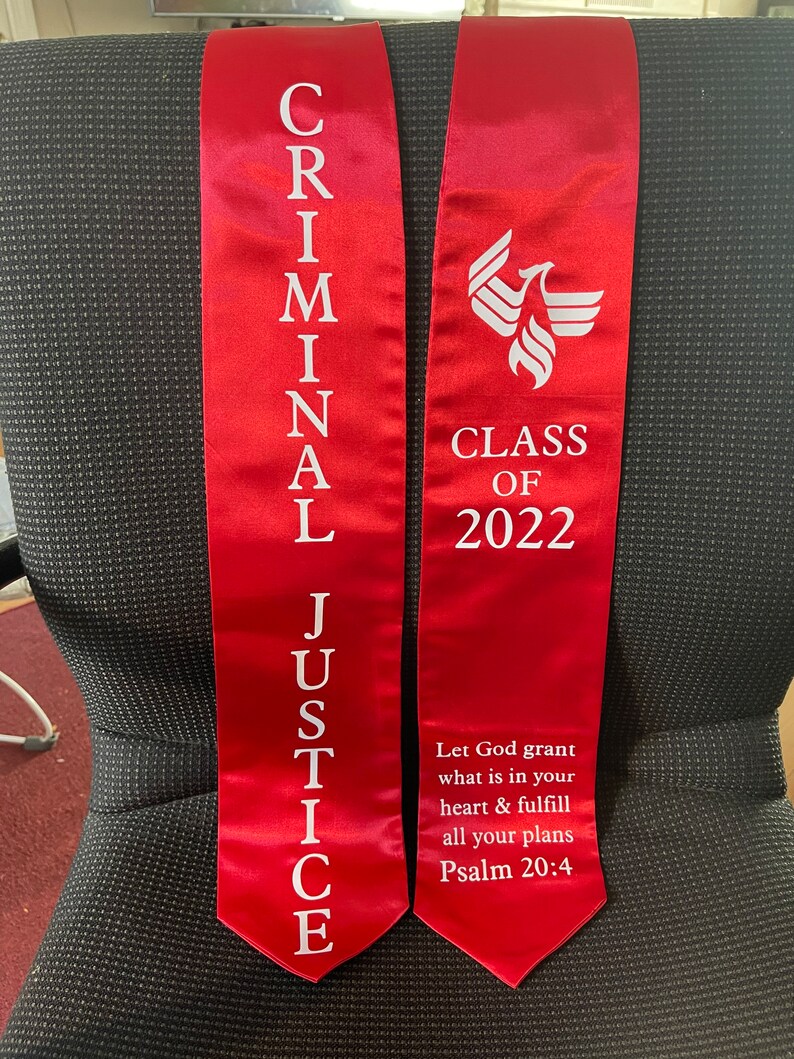 CRIMINAL JUSTICE
CLASS
OF
2022
Let God grant
what is in your
heart & fulfill
all your plans
Psalm 20:4